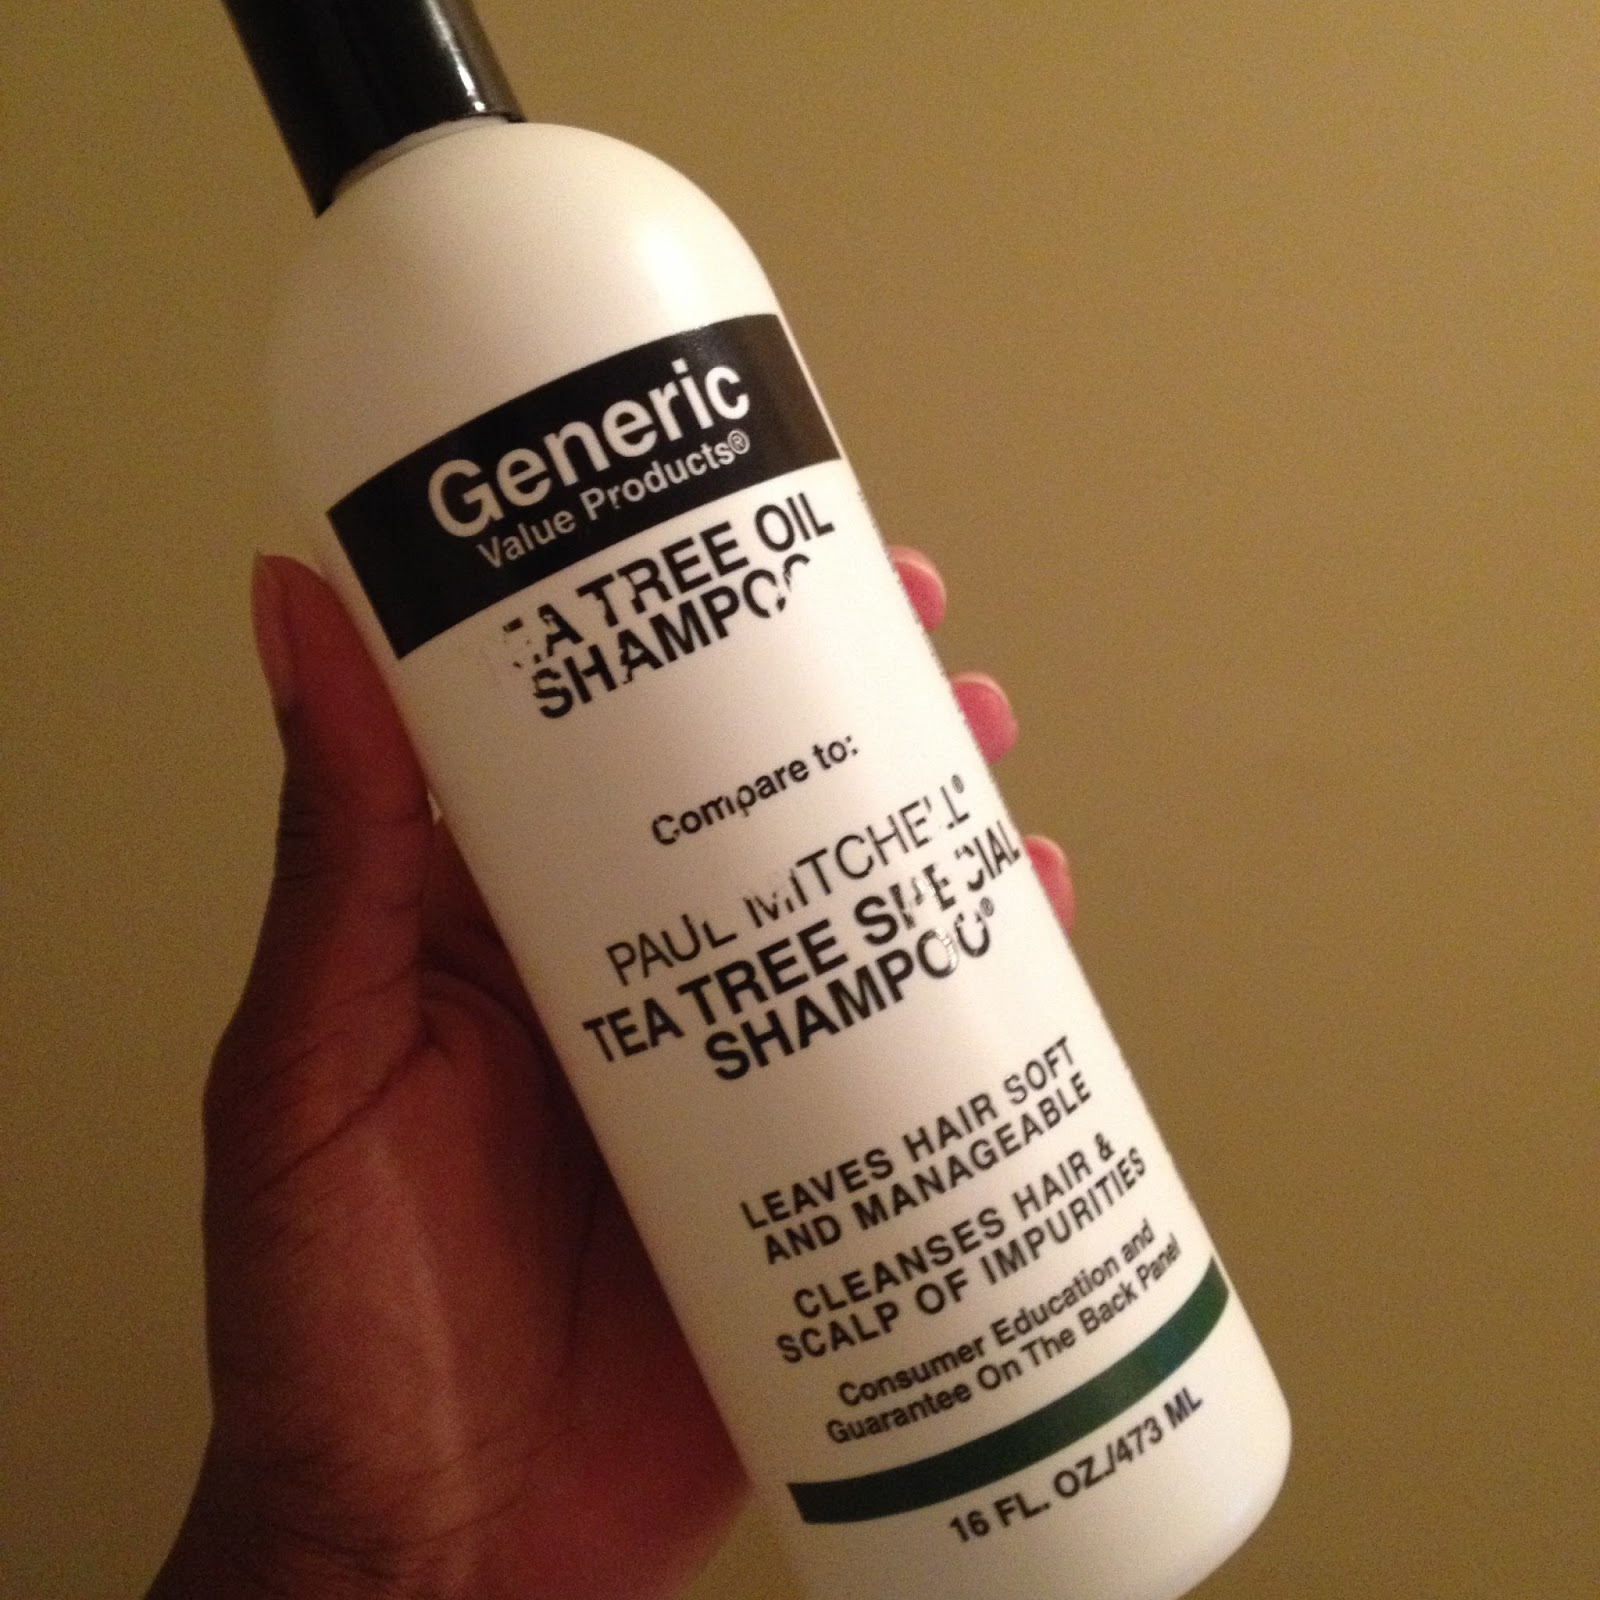 Generic
Value Products®
TEA TREE OIL
SHAMPOO
Compare to:
PAUL MITCHELL®
TEA TREE SPECIAL
SHAMPOO®
LEAVES HAIR SOFT
AND MANAGEABLE
CLEANSES HAIR &
SCALP OF IMPURITIES
Consumer Education and
Guarantee On The Back Panel
16 FL. OZ./473 ML